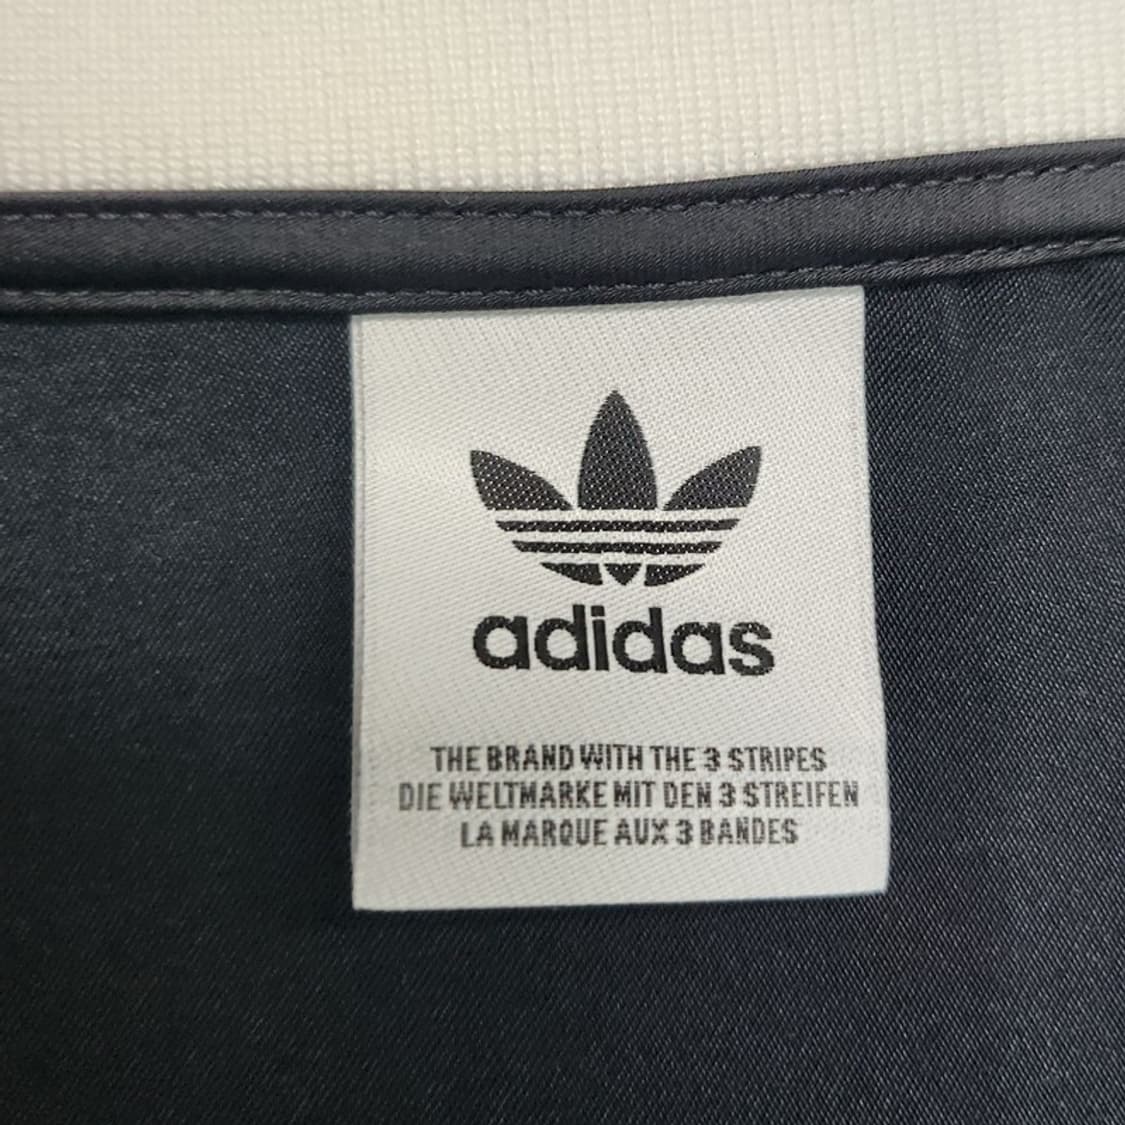 adidas
THE BRAND WITH THE 3 STRIPES
DIE WELTMARKE MIT DEN 3 STREIFEN
LA MARQUE AUX 3 BANDES